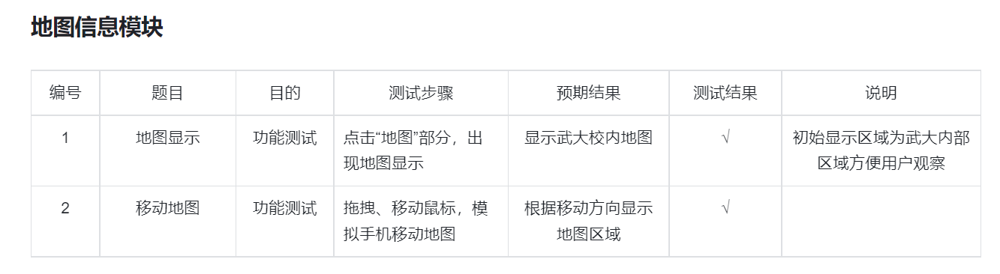 地图信息模块
编号 题目 目的 测试步骤 预期结果 测试结果 说明
1 地图显示 功能测试 点击“地图”部分，出 显示武大校内地图 √ 初始显示区域为武大内部
现地图显示 区域方便用户观察
2 移动地图 功能测试 拖拽、移动鼠标，模 根据移动方向显示 √
拟手机移动地图 地图区域